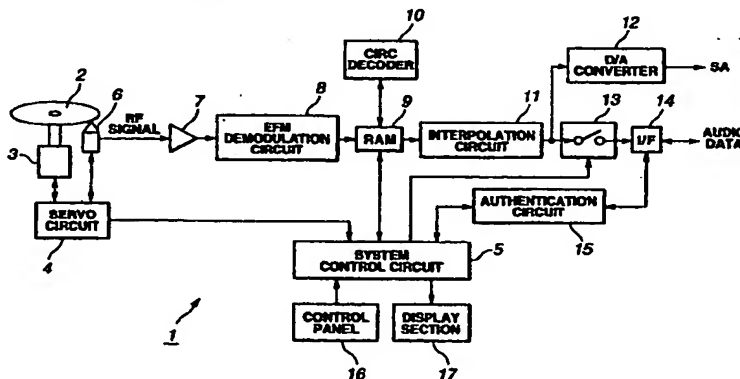 10
12
CIRC
DECODER
D/A
CONVERTER
SA
2
6
8
9
11
13
14
RF
SIGNAL
7
EFM
DEMODULATION
CIRCUIT
RAM
INTERPOLATION
CIRCUIT
I/F
AUDIO
DATA
3
SERVO
CIRCUIT
4
AUTHENTICATION
CIRCUIT
15
SYSTEM
CONTROL CIRCUIT
5
1
CONTROL
PANEL
DISPLAY
SECTION
16
17